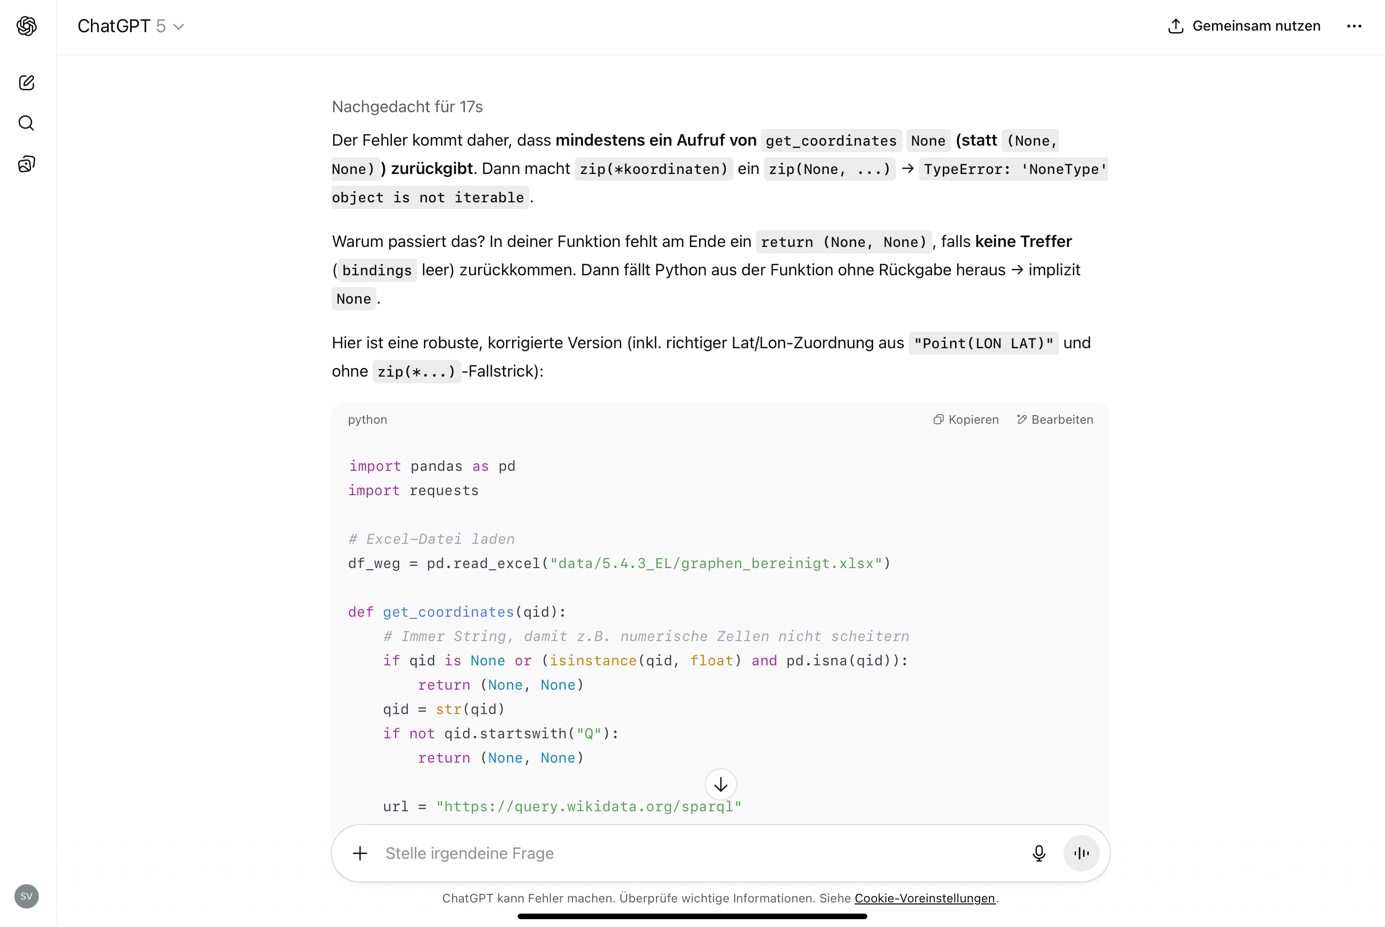 ChatGPT 5
Gemeinsam nutzen
Nachgedacht für 17s
Der Fehler kommt daher, dass mindestens ein Aufruf von get_coordinates None (statt (None,
None) ) zurückgibt. Dann macht zip(*koordinaten) ein zip(None, ...) → TypeError: 'NoneType'
object is not iterable .
Warum passiert das? In deiner Funktion fehlt am Ende ein return (None, None) , falls keine Treffer
( bindings leer) zurückkommen. Dann fällt Python aus der Funktion ohne Rückgabe heraus → implizit
None .
Hier ist eine robuste, korrigierte Version (inkl. richtiger Lat/Lon-Zuordnung aus "Point(LON LAT)" und
ohne zip(*...) -Fallstrick):
python
Kopieren
Bearbeiten
import pandas as pd
import requests
# Excel-Datei laden
df_weg = pd.read_excel("data/5.4.3_EL/graphen_bereinigt.xlsx")
def get_coordinates(qid):
# Immer String, damit z.B. numerische Zellen nicht scheitern
if qid is None or (isinstance(qid, float) and pd.isna(qid)):
return (None, None)
qid = str(qid)
if not qid.startswith("Q"):
return (None, None)
url = "https://query.wikidata.org/sparql"
Stelle irgendeine Frage
SV
ChatGPT kann Fehler machen. Überprüfe wichtige Informationen. Siehe Cookie-Voreinstellungen.